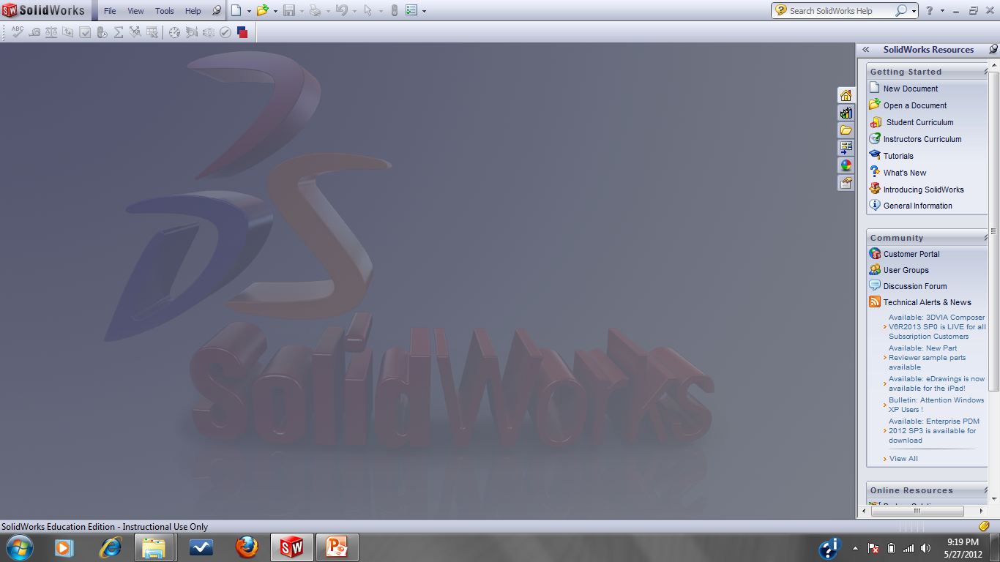 SolidWorks File View Tools Help Search SolidWorks Help ?
ABC
SolidWorks Resources
Getting Started
New Document
Open a Document
Student Curriculum
Instructors Curriculum
Tutorials
What's New
Introducing SolidWorks
General Information
Community
Customer Portal
User Groups
Discussion Forum
Technical Alerts & News
Available: 3DVIA Composer
V6R2013 SP0 is LIVE for all
Subscription Customers
Available: New Part
Reviewer sample parts
available
Available: eDrawings is now
available for the iPad!
Bulletin: Attention Windows
XP Users !
Available: Enterprise PDM
2012 SP3 is available for
download
View All
Online Resources
SolidWorks
SolidWorks Education Edition - Instructional Use Only
9:19 PM
5/27/2012